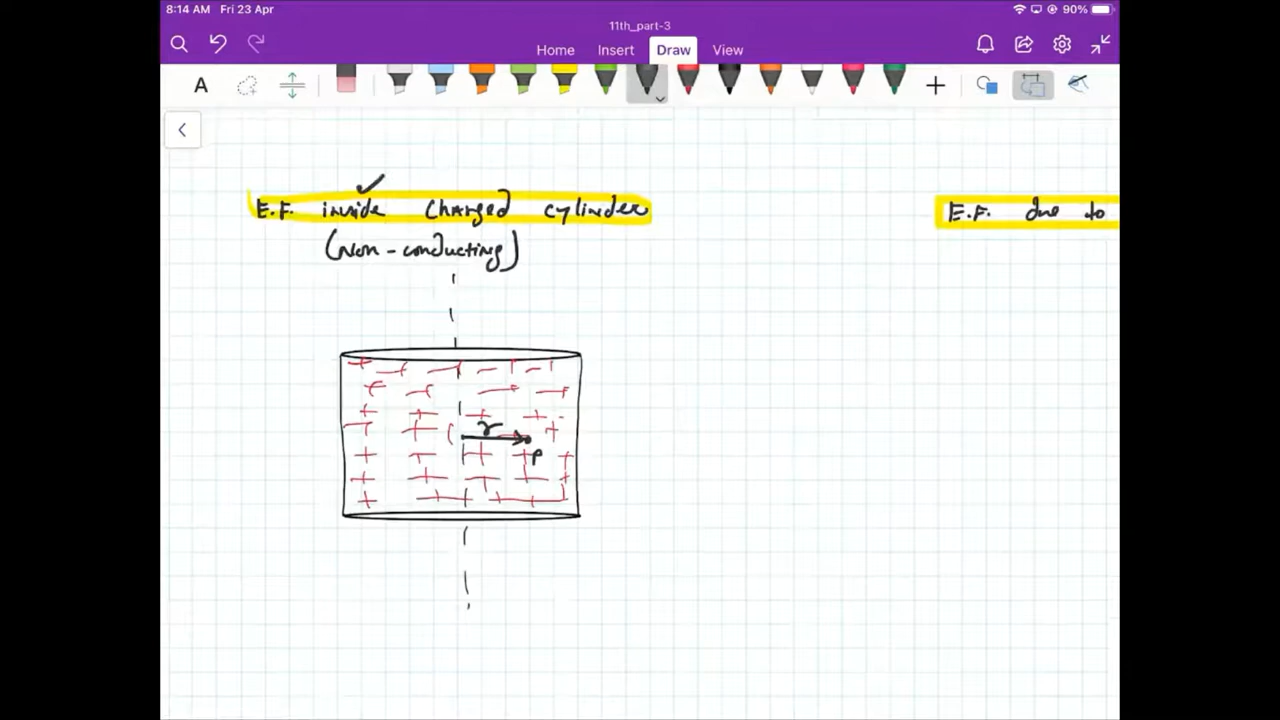 8:14 AM Fri 23 Apr
90%
11th_part-3
Home Insert Draw View
A
E.F. inside charged cylinder
(Non-conducting)
E.F. due to
r
P